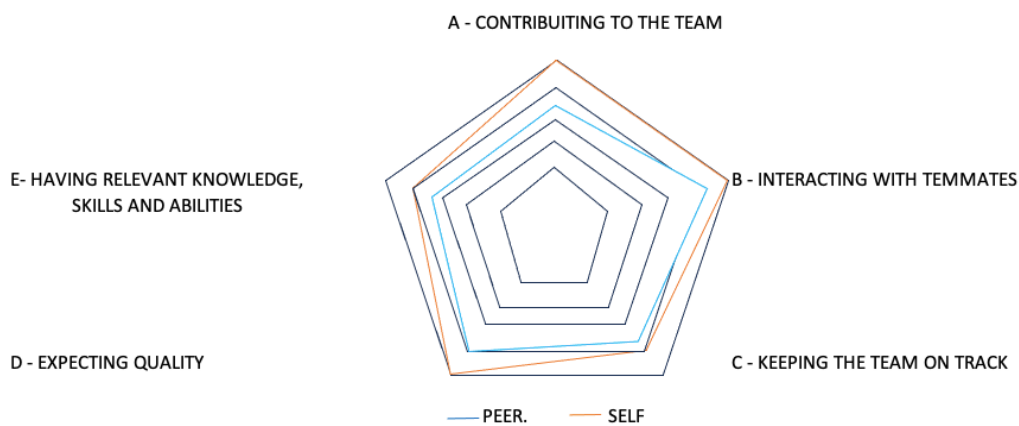 A - CONTRIBUITING TO THE TEAM
E- HAVING RELEVANT KNOWLEDGE,
SKILLS AND ABILITIES
B - INTERACTING WITH TEMMATES
D - EXPECTING QUALITY
C - KEEPING THE TEAM ON TRACK
PEER.
SELF